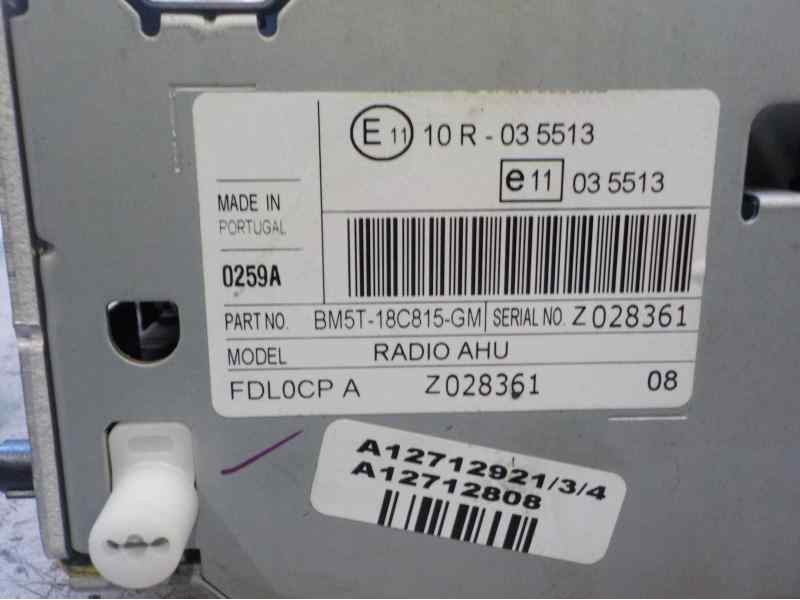 E 11 10 R - 03 5513
e 11 03 5513
MADE IN
PORTUGAL
0259A
PART NO. BM5T-18C815-GM SERIAL NO. Z028361
MODEL RADIO AHU
FDL0CP A Z028361 08
A12712921/3/4
A12712808